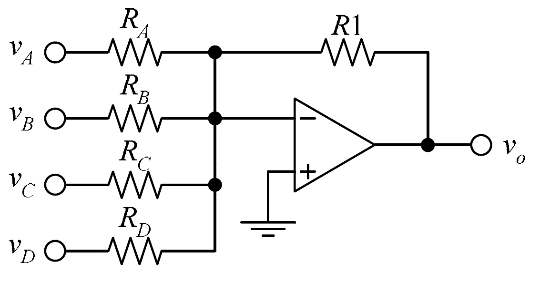 v_A R_A R1
v_B R_B −
v_C R_C +
v_o
v_D R_D